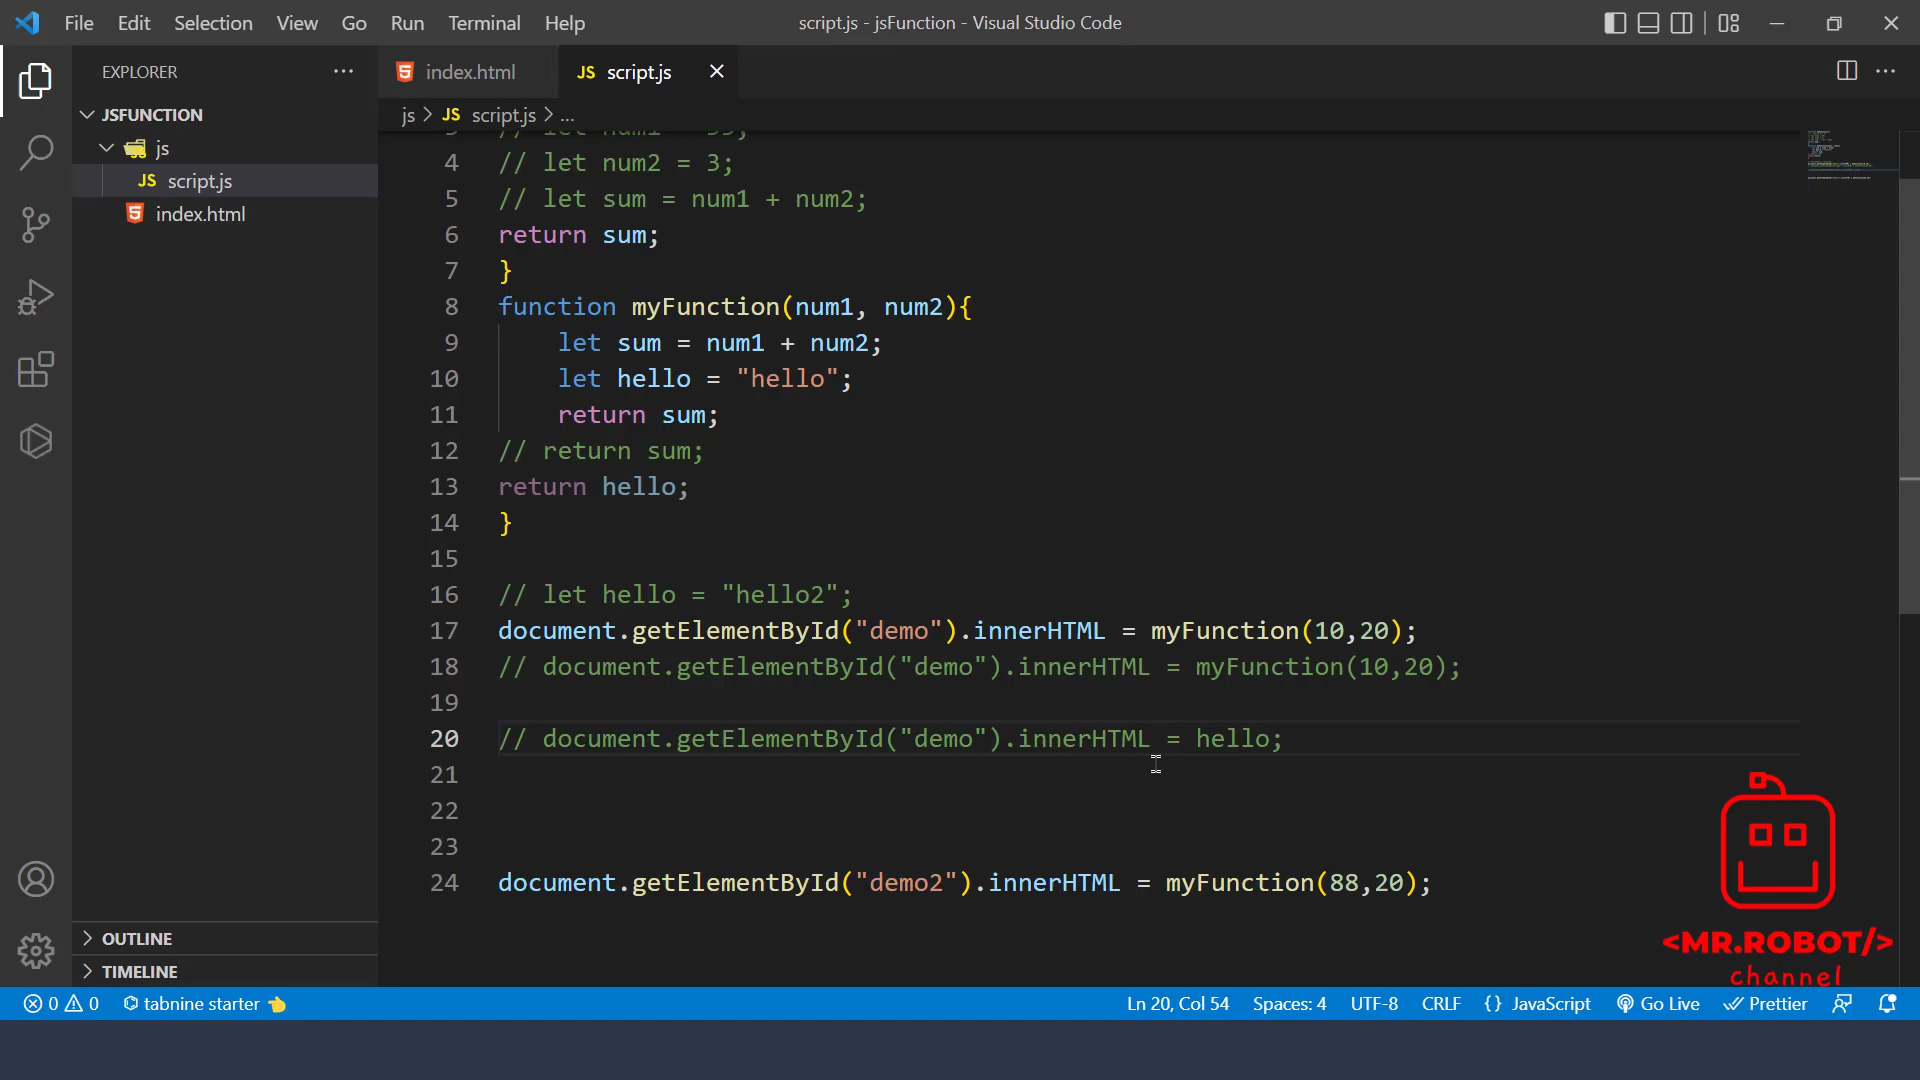 File Edit Selection View Go Run Terminal Help
script.js - jsFunction - Visual Studio Code
EXPLORER
JSFUNCTION
js
JS script.js
index.html
OUTLINE
TIMELINE
index.html
JS script.js
js > JS script.js > ...
4 // let num2 = 3;
5 // let sum = num1 + num2;
6 return sum;
7 }
8 function myFunction(num1, num2){
9 let sum = num1 + num2;
10 let hello = "hello";
11 return sum;
12 // return sum;
13 return hello;
14 }
15
16 // let hello = "hello2";
17 document.getElementById("demo").innerHTML = myFunction(10,20);
18 // document.getElementById("demo").innerHTML = myFunction(10,20);
19
20 // document.getElementById("demo").innerHTML = hello;
21
22
23
24 document.getElementById("demo2").innerHTML = myFunction(88,20);
<MR.ROBOT/>
channel
0 0 tabnine starter
Ln 20, Col 54 Spaces: 4 UTF-8 CRLF {} JavaScript Go Live Prettier